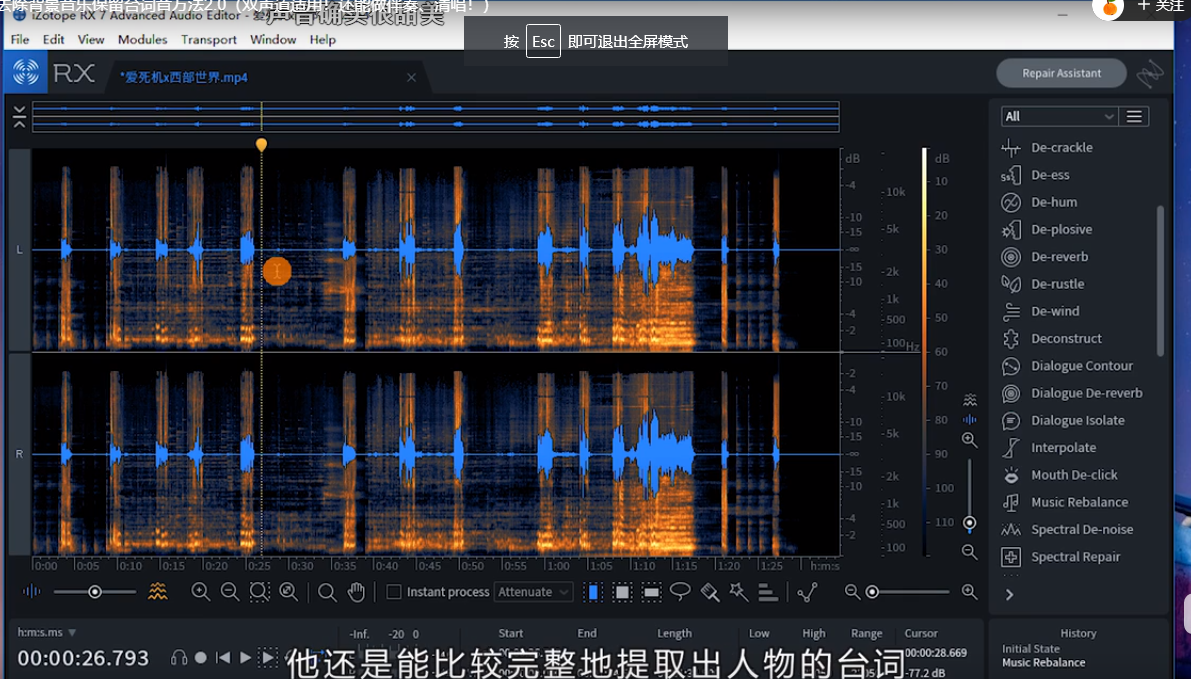 去除背景音乐保留台词音方法2.0（双声道适用！还能做伴奏、清唱！）
iZotope RX 7 Advanced Audio Editor - 爱死
声音确实很甜美
+ 关注
File Edit View Modules Transport Window Help
按 Esc 即可退出全屏模式
RX
*爱死机x西部世界.mp4
Repair Assistant
All
De-crackle
De-ess
De-hum
De-plosive
De-reverb
De-rustle
De-wind
Deconstruct
Dialogue Contour
Dialogue De-reverb
Dialogue Isolate
Interpolate
Mouth De-click
Music Rebalance
Spectral De-noise
Spectral Repair
L
R
dB
-4
-10
-15
-∞
-15
-10
-4
-2
-2
-4
-10
-15
-∞
-15
-10
-4
-2
-10k
-5k
-2k
-1k
-500
-100
Hz
-10k
-5k
-2k
-1k
-500
-100
dB
10
20
30
40
50
60
70
80
90
100
110
0:00 0:05 0:10 0:15 0:20 0:25 0:30 0:35 0:40 0:45 0:50 0:55 1:00 1:05 1:10 1:15 1:20 1:25 h:m:s
Instant process Attenuate
h:m:s.ms
00:00:26.793
-Inf. -20 0
Start End Length
Low High Range Cursor
00:00:28.669
-77.2 dB
History
Initial State
Music Rebalance
他还是能比较完整地提取出人物的台词